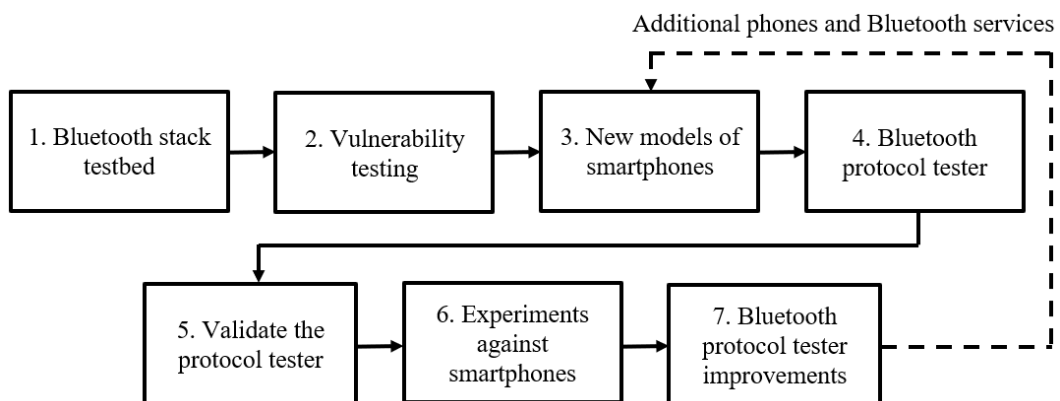 Additional phones and Bluetooth services
1. Bluetooth stack
testbed
2. Vulnerability
testing
3. New models of
smartphones
4. Bluetooth
protocol tester
5. Validate the
protocol tester
6. Experiments
against
smartphones
7. Bluetooth
protocol tester
improvements